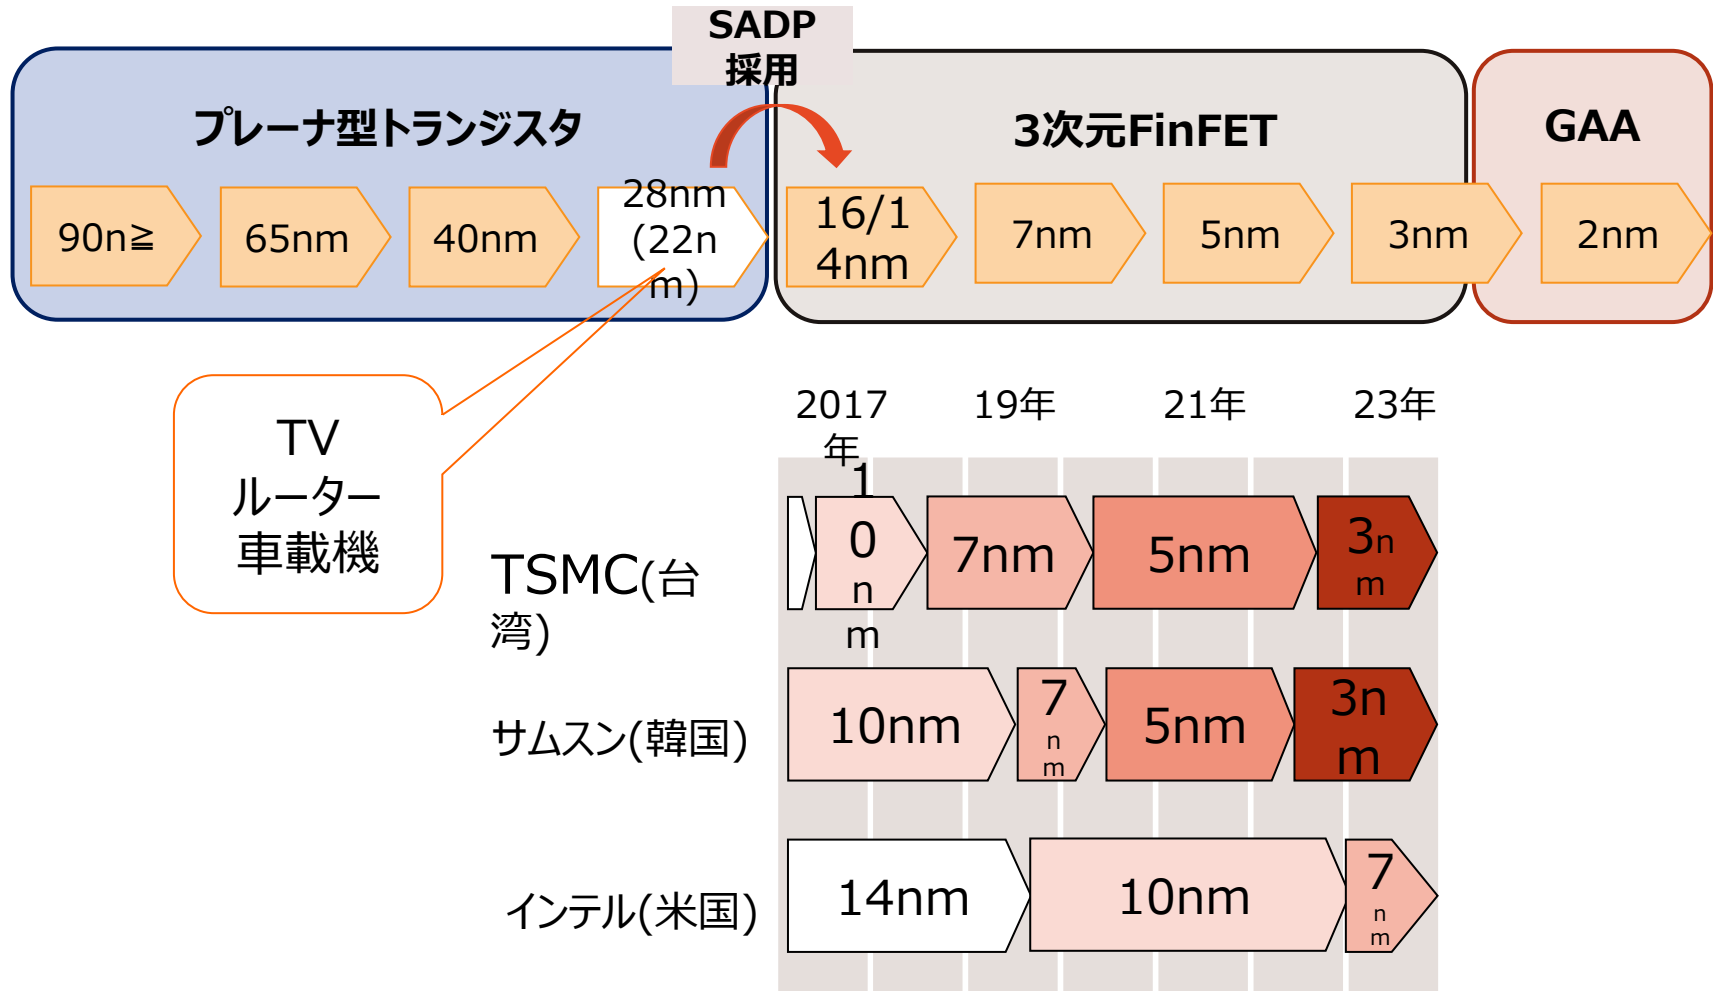 SADP
採用
プレーナ型トランジスタ
3次元FinFET
GAA
90n≧
65nm
40nm
28nm
(22n
m)
16/1
4nm
7nm
5nm
3nm
2nm
TV
ルーター
車載機
2017
年
19年
21年
23年
TSMC(台
湾)
1
0
n
m
7nm
5nm
3n
m
サムスン(韓国)
10nm
7
n
m
5nm
3n
m
インテル(米国)
14nm
10nm
7
n
m